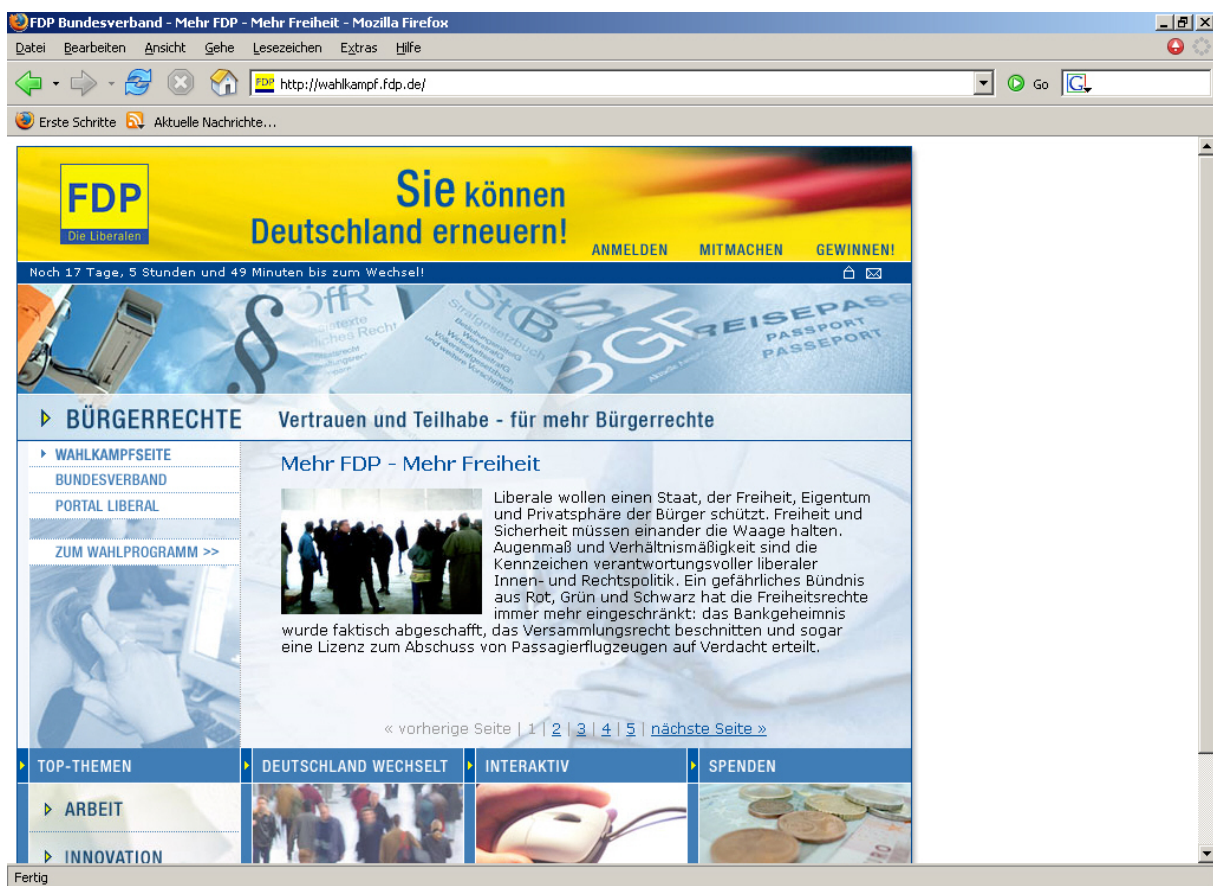 FDP Bundesverband - Mehr FDP - Mehr Freiheit - Mozilla Firefox
Datei Bearbeiten Ansicht Gehe Lesezeichen Extras Hilfe
FDP http://wahlkampf.fdp.de/ Go G
Erste Schritte Aktuelle Nachrichte...
FDP
Die Liberalen
Sie können
Deutschland erneuern!
ANMELDEN MITMACHEN GEWINNEN!
Noch 17 Tage, 5 Stunden und 49 Minuten bis zum Wechsel!
§
ÖffR
StGB
Strafgesetzbuch
BGB
REISEPASS
PASSPORT
PASSEPORT
BÜRGERRECHTE Vertrauen und Teilhabe - für mehr Bürgerrechte
WAHLKAMPFSEITE
BUNDESVERBAND
PORTAL LIBERAL
ZUM WAHLPROGRAMM >>
Mehr FDP - Mehr Freiheit
Liberale wollen einen Staat, der Freiheit, Eigentum
und Privatsphäre der Bürger schützt. Freiheit und
Sicherheit müssen einander die Waage halten.
Augenmaß und Verhältnismäßigkeit sind die
Kennzeichen verantwortungsvoller liberaler
Innen- und Rechtspolitik. Ein gefährliches Bündnis
aus Rot, Grün und Schwarz hat die Freiheitsrechte
immer mehr eingeschränkt: das Bankgeheimnis
wurde faktisch abgeschafft, das Versammlungsrecht beschnitten und sogar
eine Lizenz zum Abschuss von Passagierflugzeugen auf Verdacht erteilt.
« vorherige Seite | 1 | 2 | 3 | 4 | 5 | nächste Seite »
TOP-THEMEN DEUTSCHLAND WECHSELT INTERAKTIV SPENDEN
ARBEIT
INNOVATION
EURO
Fertig